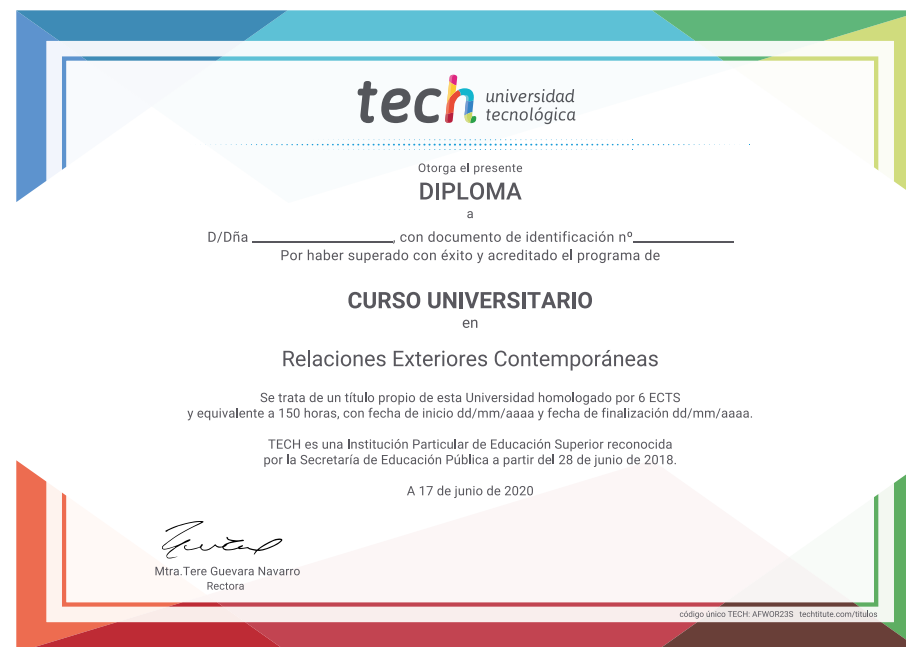 tech universidad
tecnológica
Otorga el presente
DIPLOMA
a
D/Dña ____________________, con documento de identificación nº______________
Por haber superado con éxito y acreditado el programa de
CURSO UNIVERSITARIO
en
Relaciones Exteriores Contemporáneas
Se trata de un título propio de esta Universidad homologado por 6 ECTS
y equivalente a 150 horas, con fecha de inicio dd/mm/aaaa y fecha de finalización dd/mm/aaaa.
TECH es una Institución Particular de Educación Superior reconocida
por la Secretaría de Educación Pública a partir del 28 de junio de 2018.
A 17 de junio de 2020
Mtra.Tere Guevara Navarro
Rectora
código único TECH: AFWOR23S techtitute.com/titulos